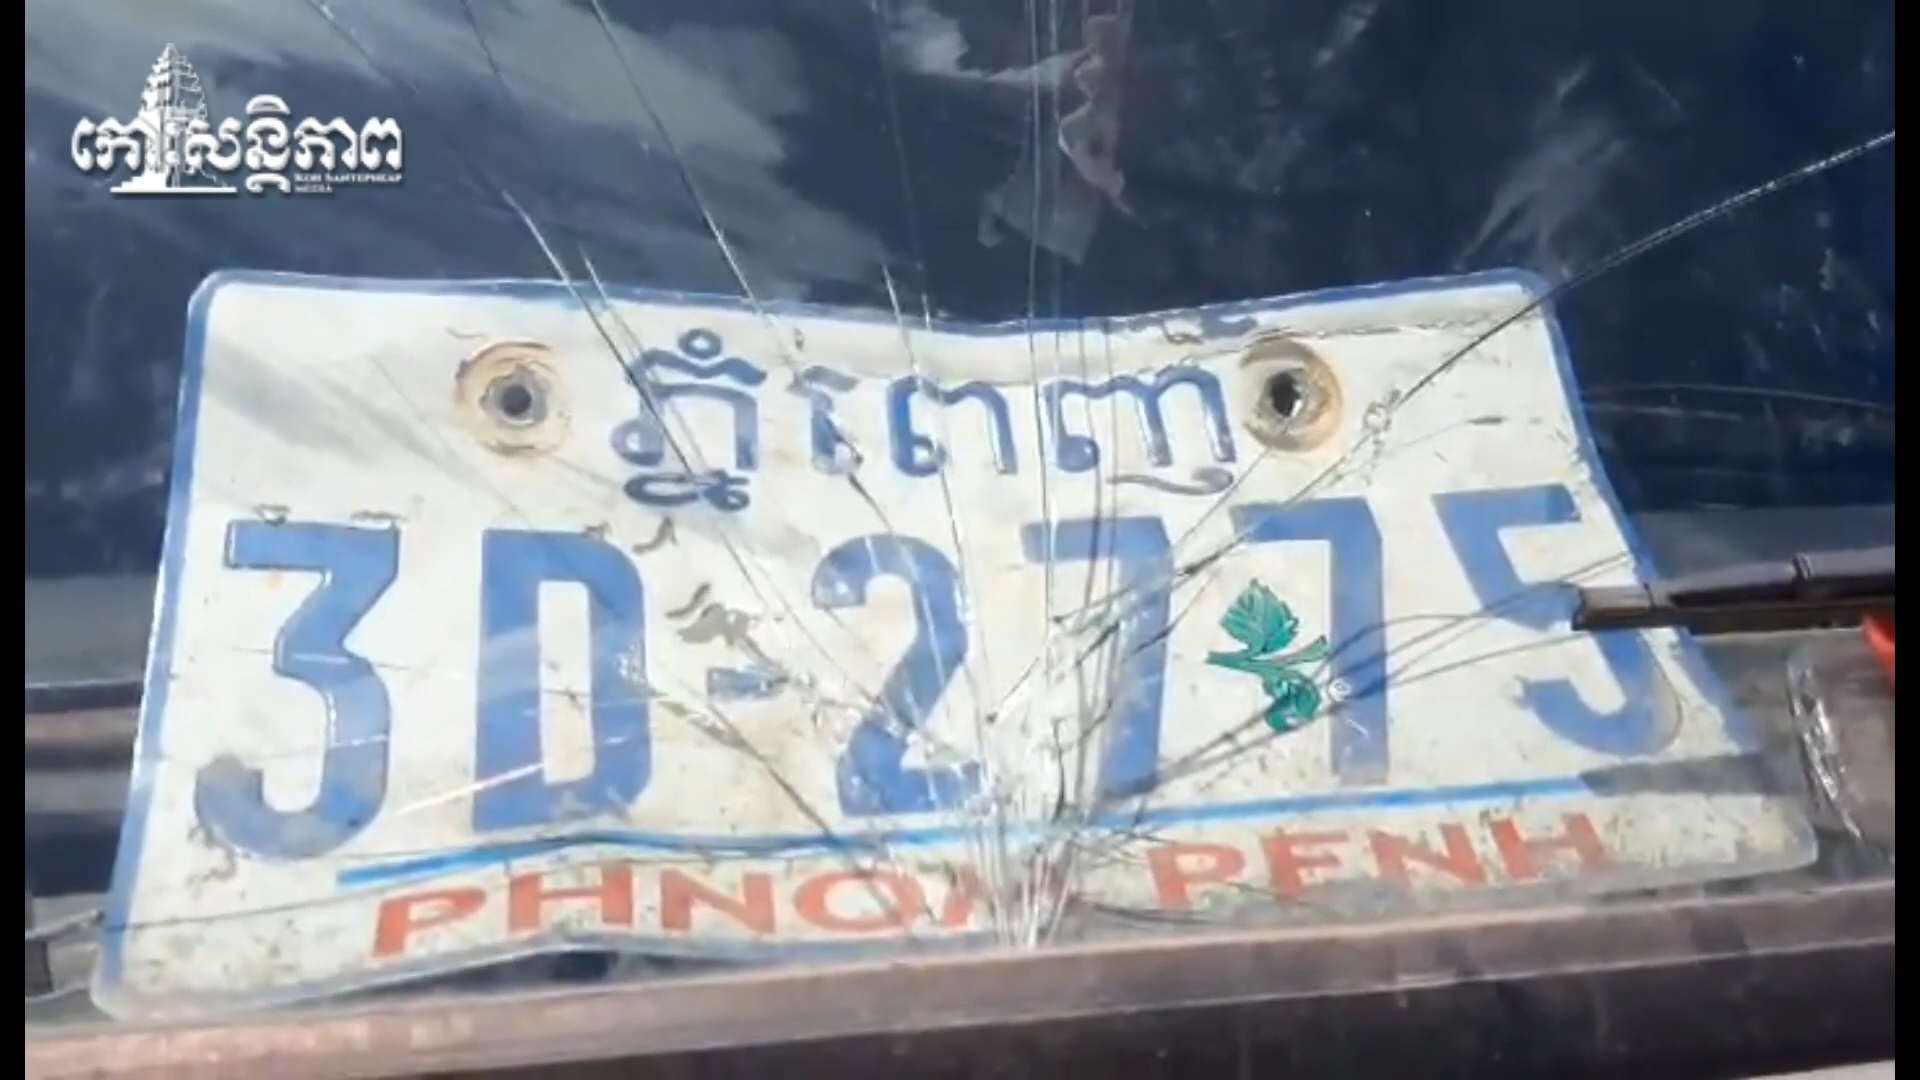 កោះសន្តិភាព
KOH SANTEPHEAP
MEDIA
ភ្នំពេញ
3D-2775
PHNOM PENH